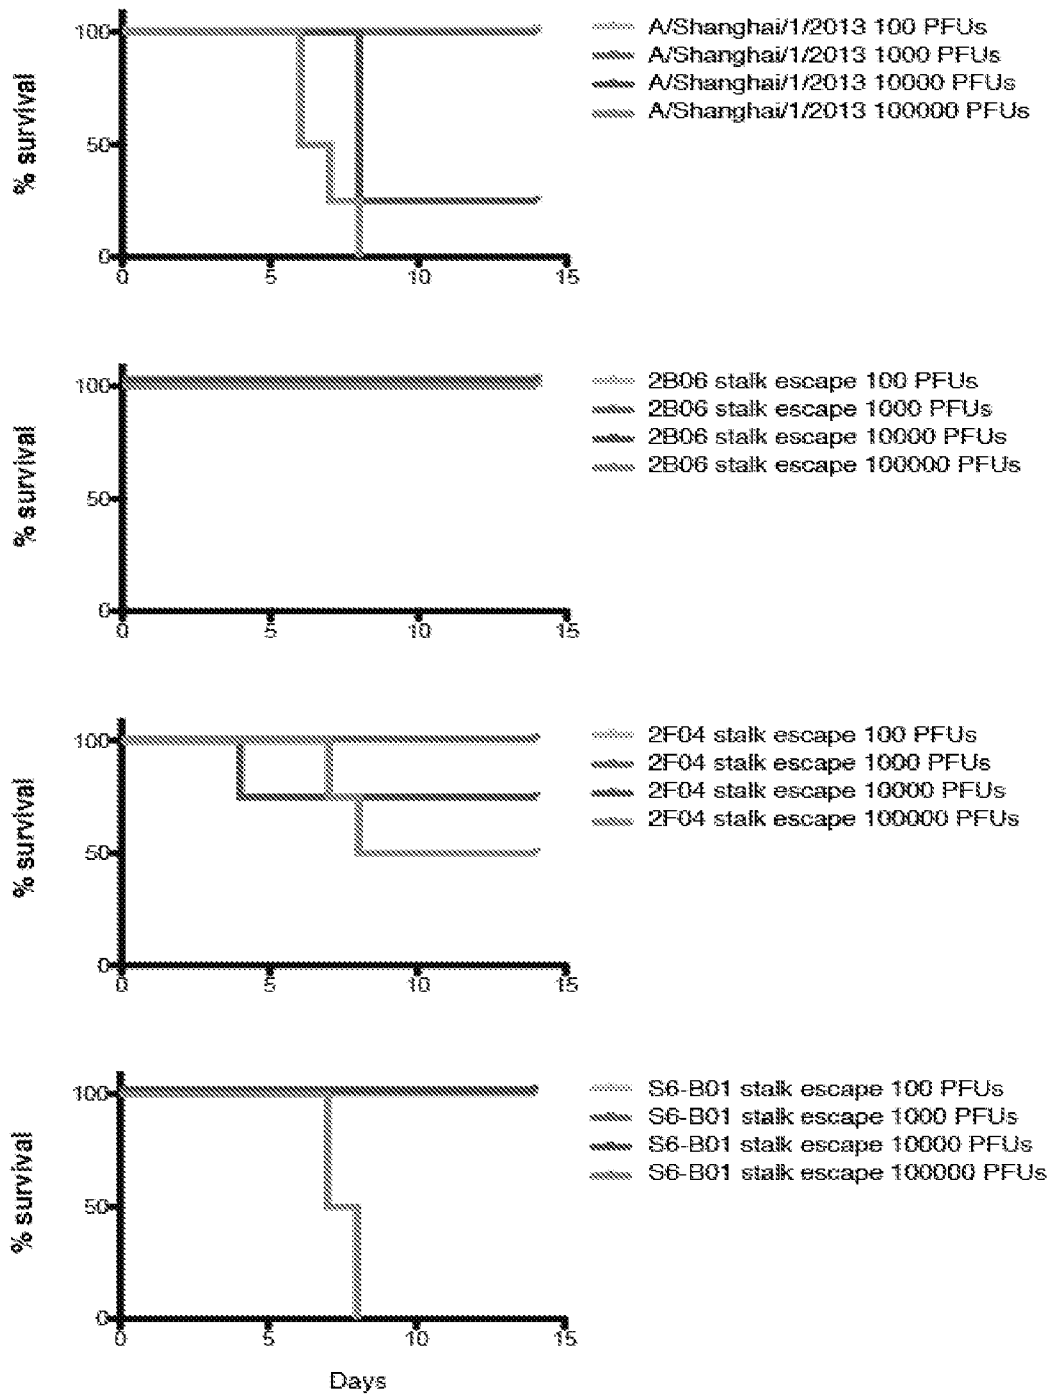 100
50
0
% survival
0 5 10 15
A/Shanghai/1/2013 100 PFUs
A/Shanghai/1/2013 1000 PFUs
A/Shanghai/1/2013 10000 PFUs
A/Shanghai/1/2013 100000 PFUs
100
50
0
% survival
0 5 10 15
2B06 stalk escape 100 PFUs
2B06 stalk escape 1000 PFUs
2B06 stalk escape 10000 PFUs
2B06 stalk escape 100000 PFUs
100
50
0
% survival
0 5 10 15
2F04 stalk escape 100 PFUs
2F04 stalk escape 1000 PFUs
2F04 stalk escape 10000 PFUs
2F04 stalk escape 100000 PFUs
100
50
0
% survival
0 5 10 15
S6-B01 stalk escape 100 PFUs
S6-B01 stalk escape 1000 PFUs
S6-B01 stalk escape 10000 PFUs
S6-B01 stalk escape 100000 PFUs
Days